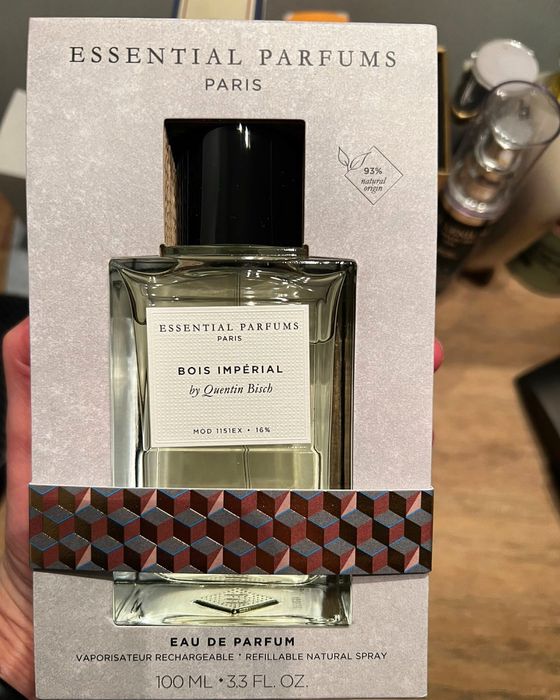 ESSENTIAL PARFUMS
PARIS
93%
natural
origin
ESSENTIAL PARFUMS
PARIS
BOIS IMPÉRIAL
by Quentin Bisch
MOD 1151EX • 16%
EAU DE PARFUM
VAPORISATEUR RECHARGEABLE • REFILLABLE NATURAL SPRAY
100 ML • 3.3 FL. OZ.